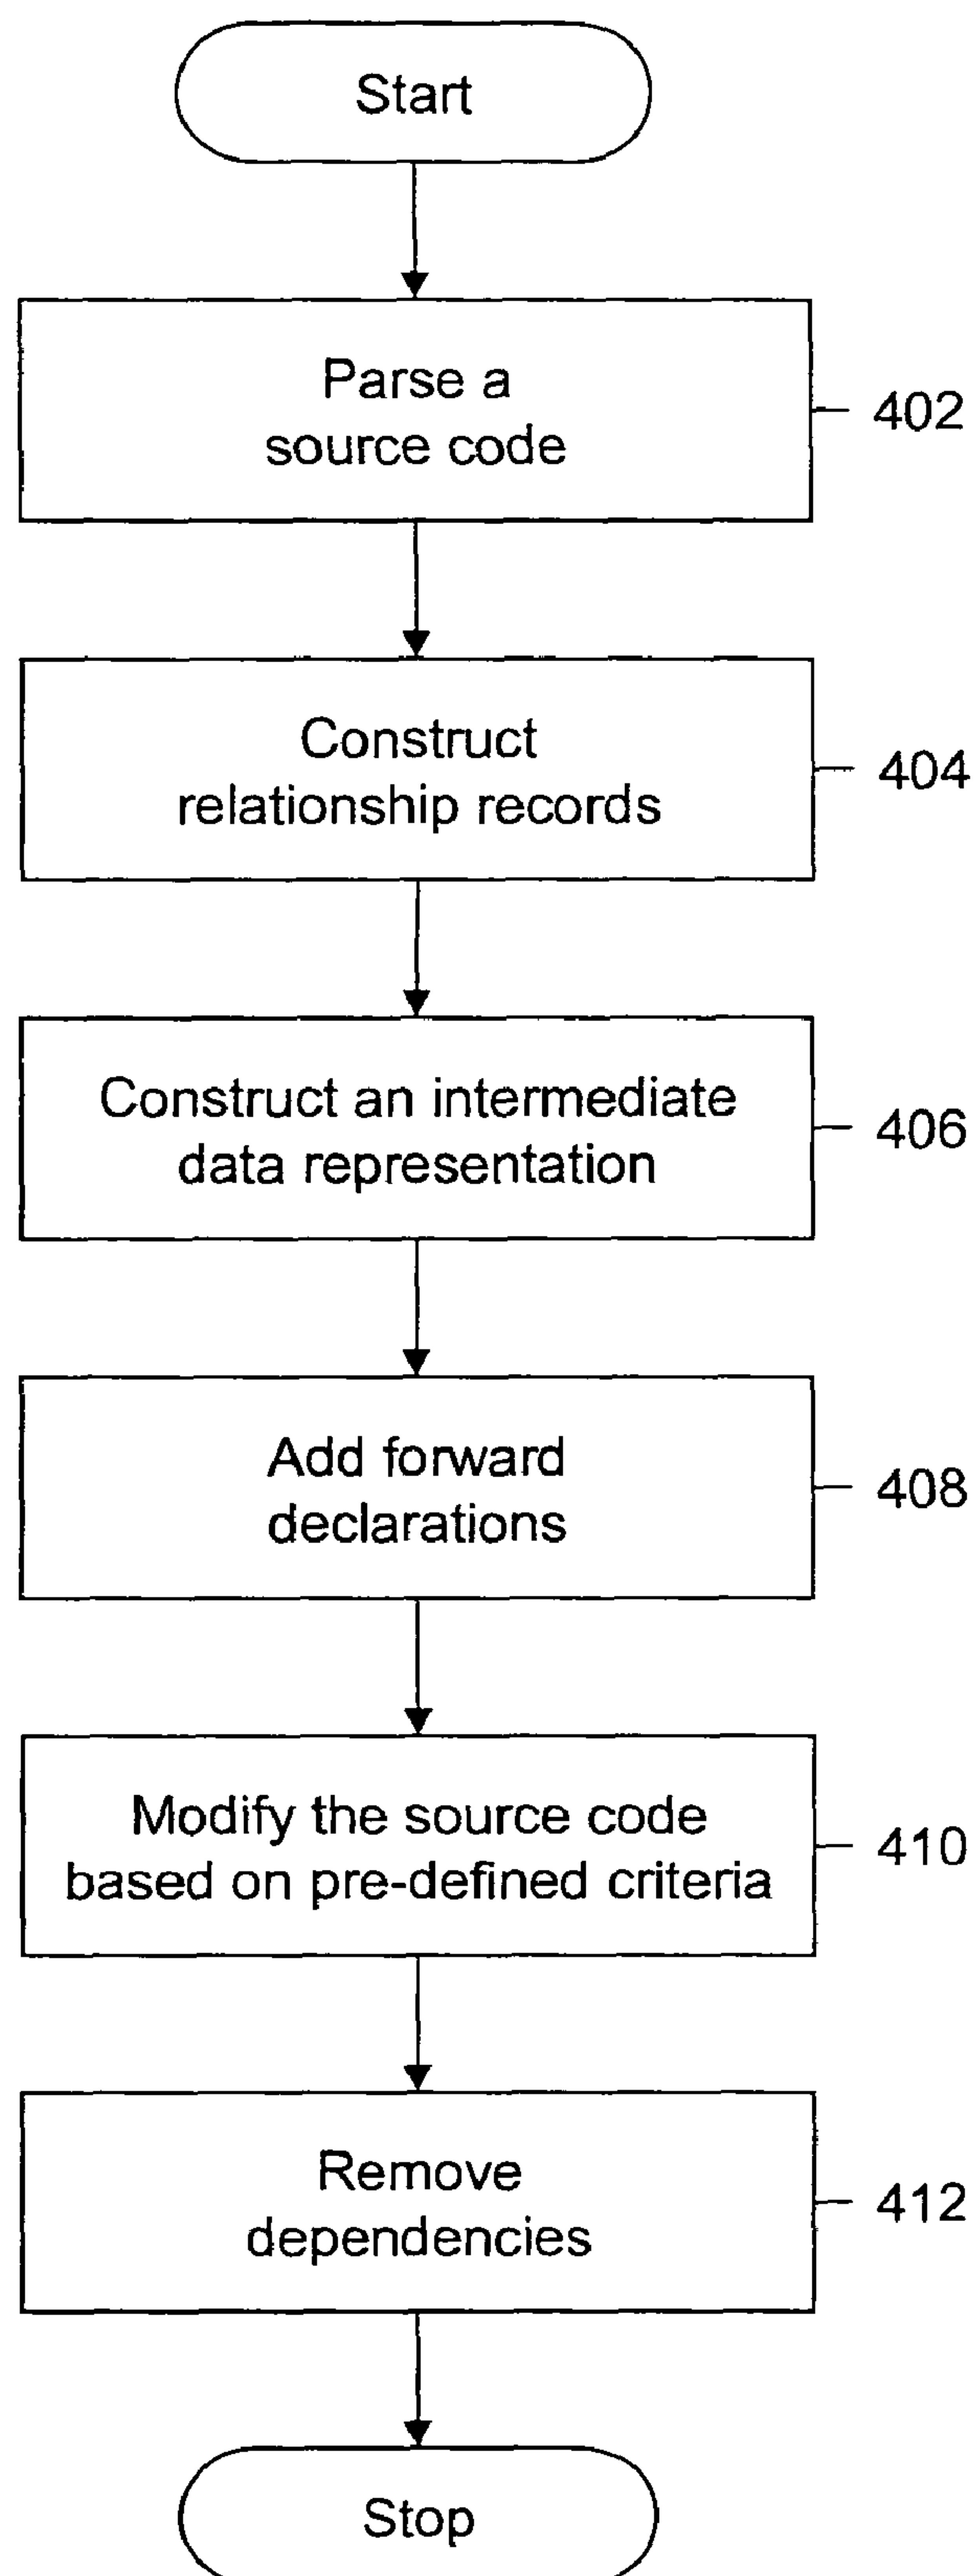 Start
Parse a
source code
402
Construct
relationship records
404
Construct an intermediate
data representation
406
Add forward
declarations
408
Modify the source code
based on pre-defined criteria
410
Remove
dependencies
412
Stop